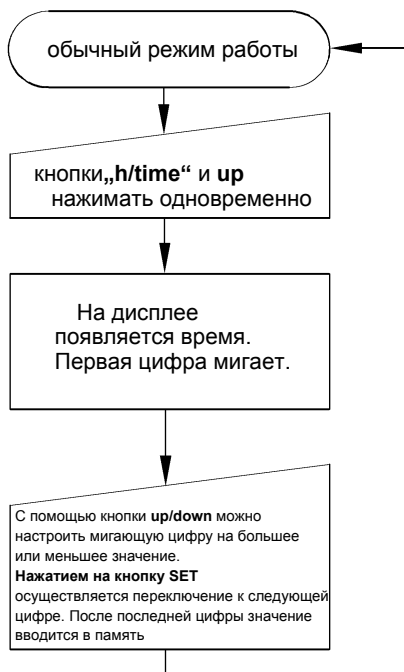 обычный режим работы
кнопки„h/time“ и up
нажимать одновременно
На дисплее
появляется время.
Первая цифра мигает.
С помощью кнопки up/down можно
настроить мигающую цифру на большее
или меньшее значение.
Нажатием на кнопку SET
осуществляется переключение к следующей
цифре. После последней цифры значение
вводится в память